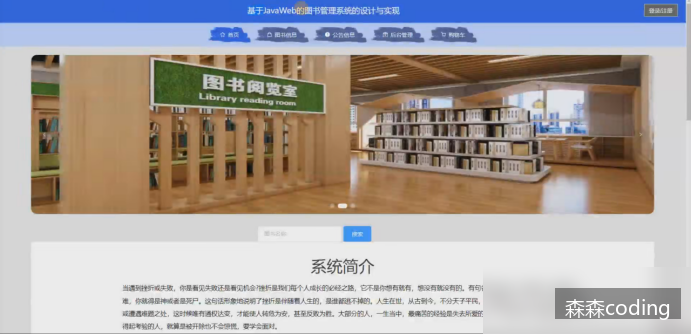 基于JavaWeb的图书管理系统的设计与实现
登录/注册
首页 图书信息 公告信息 后台管理 购物车
图书阅览室
Library reading room
搜索
系统简介
当遇到挫折或失败，你是看见失败还是看见机会?挫折是我们每个人成长的必经之路，它不是你想有就有，想没有就没有的。有句
难，你就得是神或者是死尸。这句话形象地说明了挫折是伴随着人生的，是谁都逃不掉的。人生在世，从古到今，不分天子平民，
或遭遇难题之处，这时候唯有通权达变，才能使人转危为安，甚至反败为胜。大部分的人，一生当中，最痛苦的经验是失去所爱的
得起考验的人，就算是被开除也不会惊慌，要学会面对。
森森coding